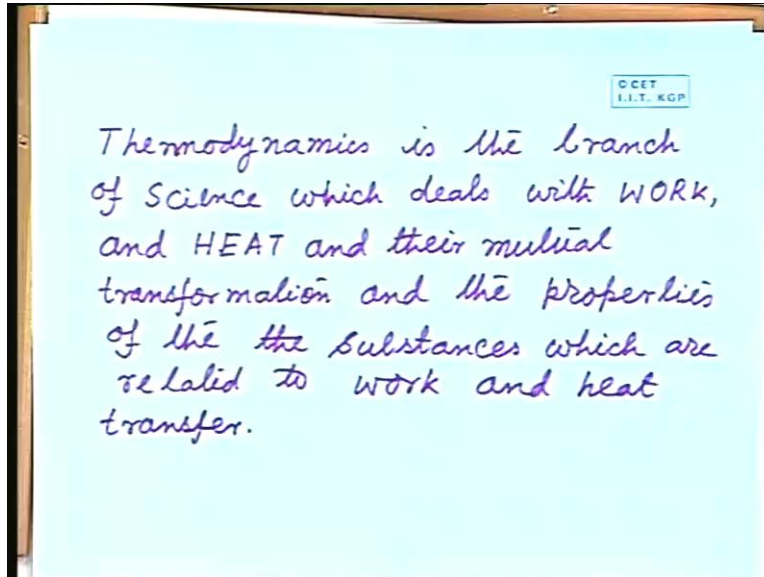 © CET
I.I.T. KGP
Thermodynamics is the branch
of Science which deals with WORK,
and HEAT and their mutual
transformation and the properties
of the the substances which are
related to work and heat
transfer.